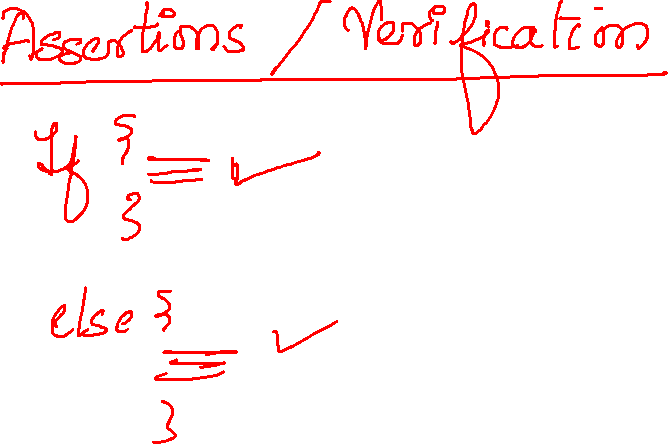 Assertions / Verification
If {
}
else {
}